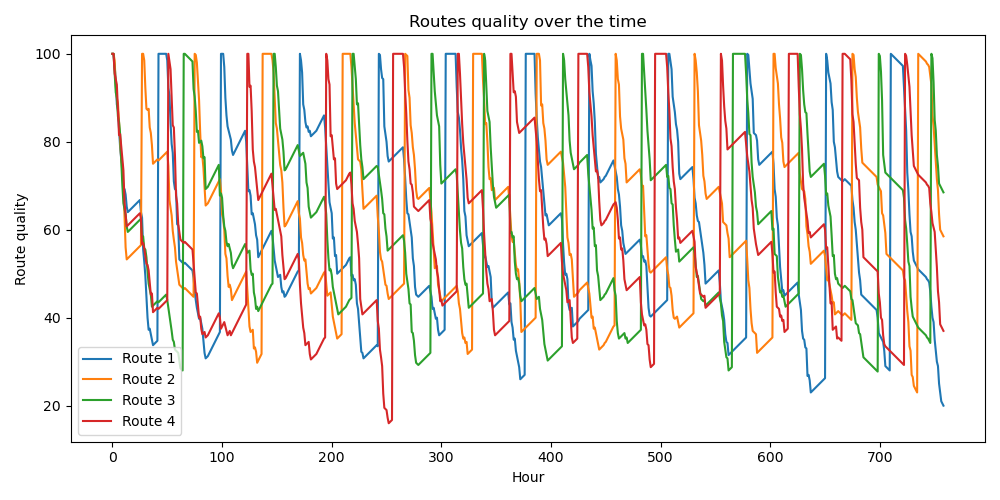 Routes quality over the time
Route quality
100
80
60
40
20
Route 1
Route 2
Route 3
Route 4
0 100 200 300 400 500 600 700
Hour